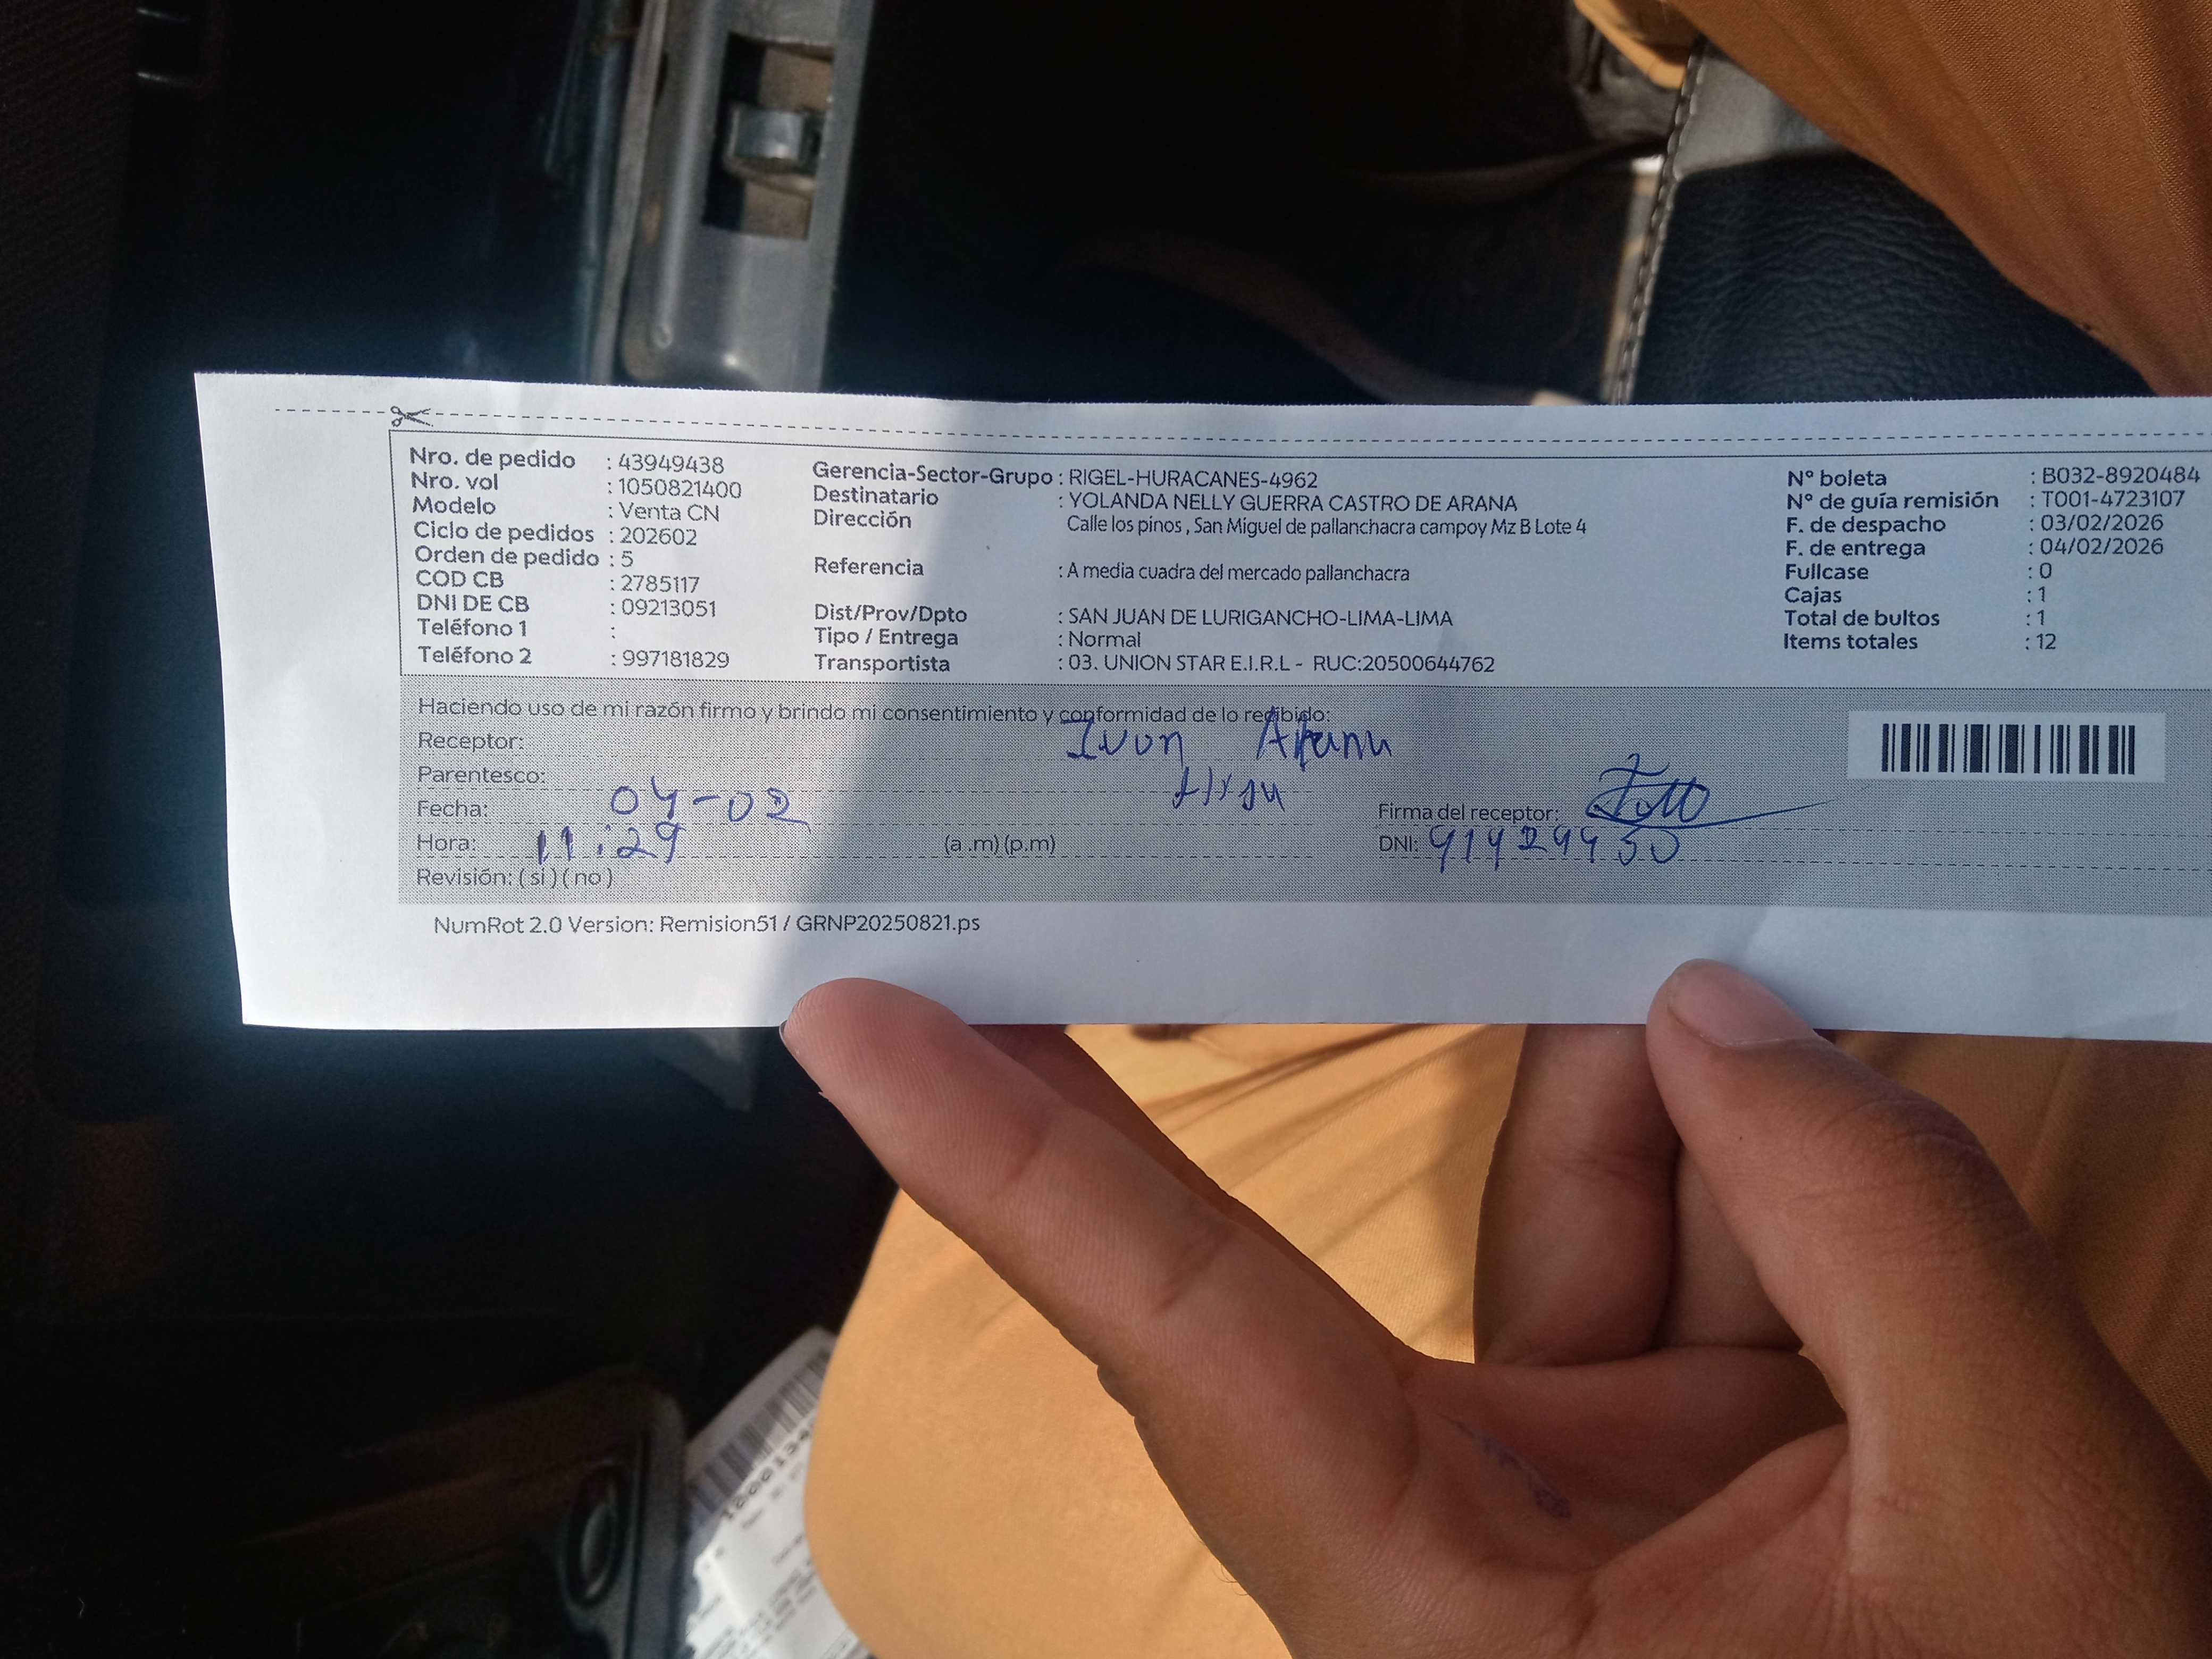 Nro. de pedido : 43949438
Nro. vol : 1050821400
Modelo : Venta CN
Ciclo de pedidos : 202602
Orden de pedido : 5
COD CB : 2785117
DNI DE CB : 09213051
Teléfono 1 :
Teléfono 2 : 997181829
Gerencia-Sector-Grupo : RIGEL-HURACANES-4962
Destinatario : YOLANDA NELLY GUERRA CASTRO DE ARANA
Dirección Calle los pinos , San Miguel de pallanchacra campoy Mz B Lote 4
Referencia : A media cuadra del mercado pallanchacra
Dist/Prov/Dpto : SAN JUAN DE LURIGANCHO-LIMA-LIMA
Tipo / Entrega : Normal
Transportista : 03. UNION STAR E.I.R.L - RUC:20500644762
Nº boleta : B032-8920484
Nº de guía remisión : T001-4723107
F. de despacho : 03/02/2026
F. de entrega : 04/02/2026
Fullcase : 0
Cajas : 1
Total de bultos : 1
Items totales : 12
Haciendo uso de mi razón firmo y brindo mi consentimiento y conformidad de lo recibido:
Receptor: Ivon Arana
Parentesco:
Fecha: 04-02
Firma del receptor:
Hora: 11:29 (a .m) (p.m)
DNI:
Revisión: ( si ) ( no )
NumRot 2.0 Version: Remision51 / GRNP20250821.ps